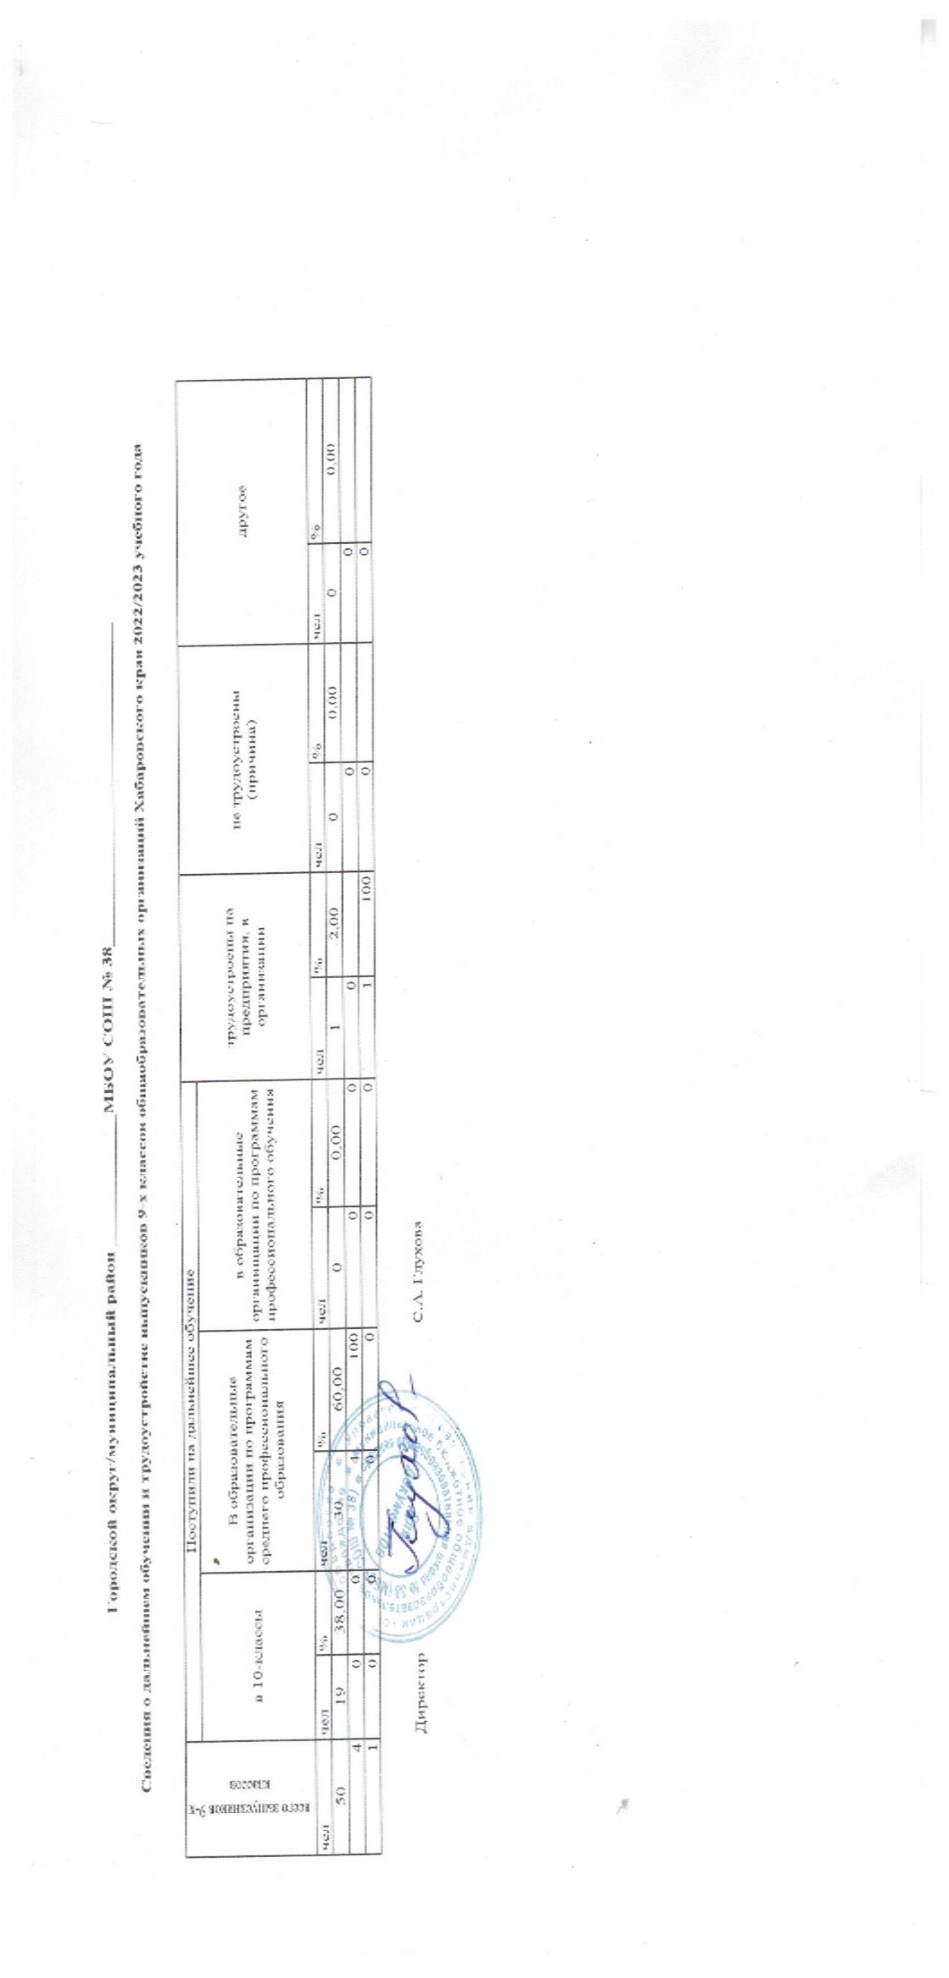 Городской округ/муниципальный район ____________МБОУ СОШ № 38____________
Сведения о дальнейшем обучении и трудоустройстве выпускников 9-х классов общеобразовательных организаций Хабаровского края 2022/2023 учебного года
всего выпускников 9-х классов
Поступили на дальнейшее обучение
в 10-классы
В образовательные организации по программам среднего профессионального образования
в образовательные организации по программам профессионального обучения
трудоустроены на предприятия, в организации
не трудоустроены (причина)
другое
чел чел % чел % чел % чел % чел % чел %
50 19 38,00 30 60,00 0 0,00 1 2,00 0 0,00 0 0,00
4 0 0 4 100 0 0 0 0 0
1 0 0 0 0 0 0 1 100 0 0
Директор С.А. Глухова